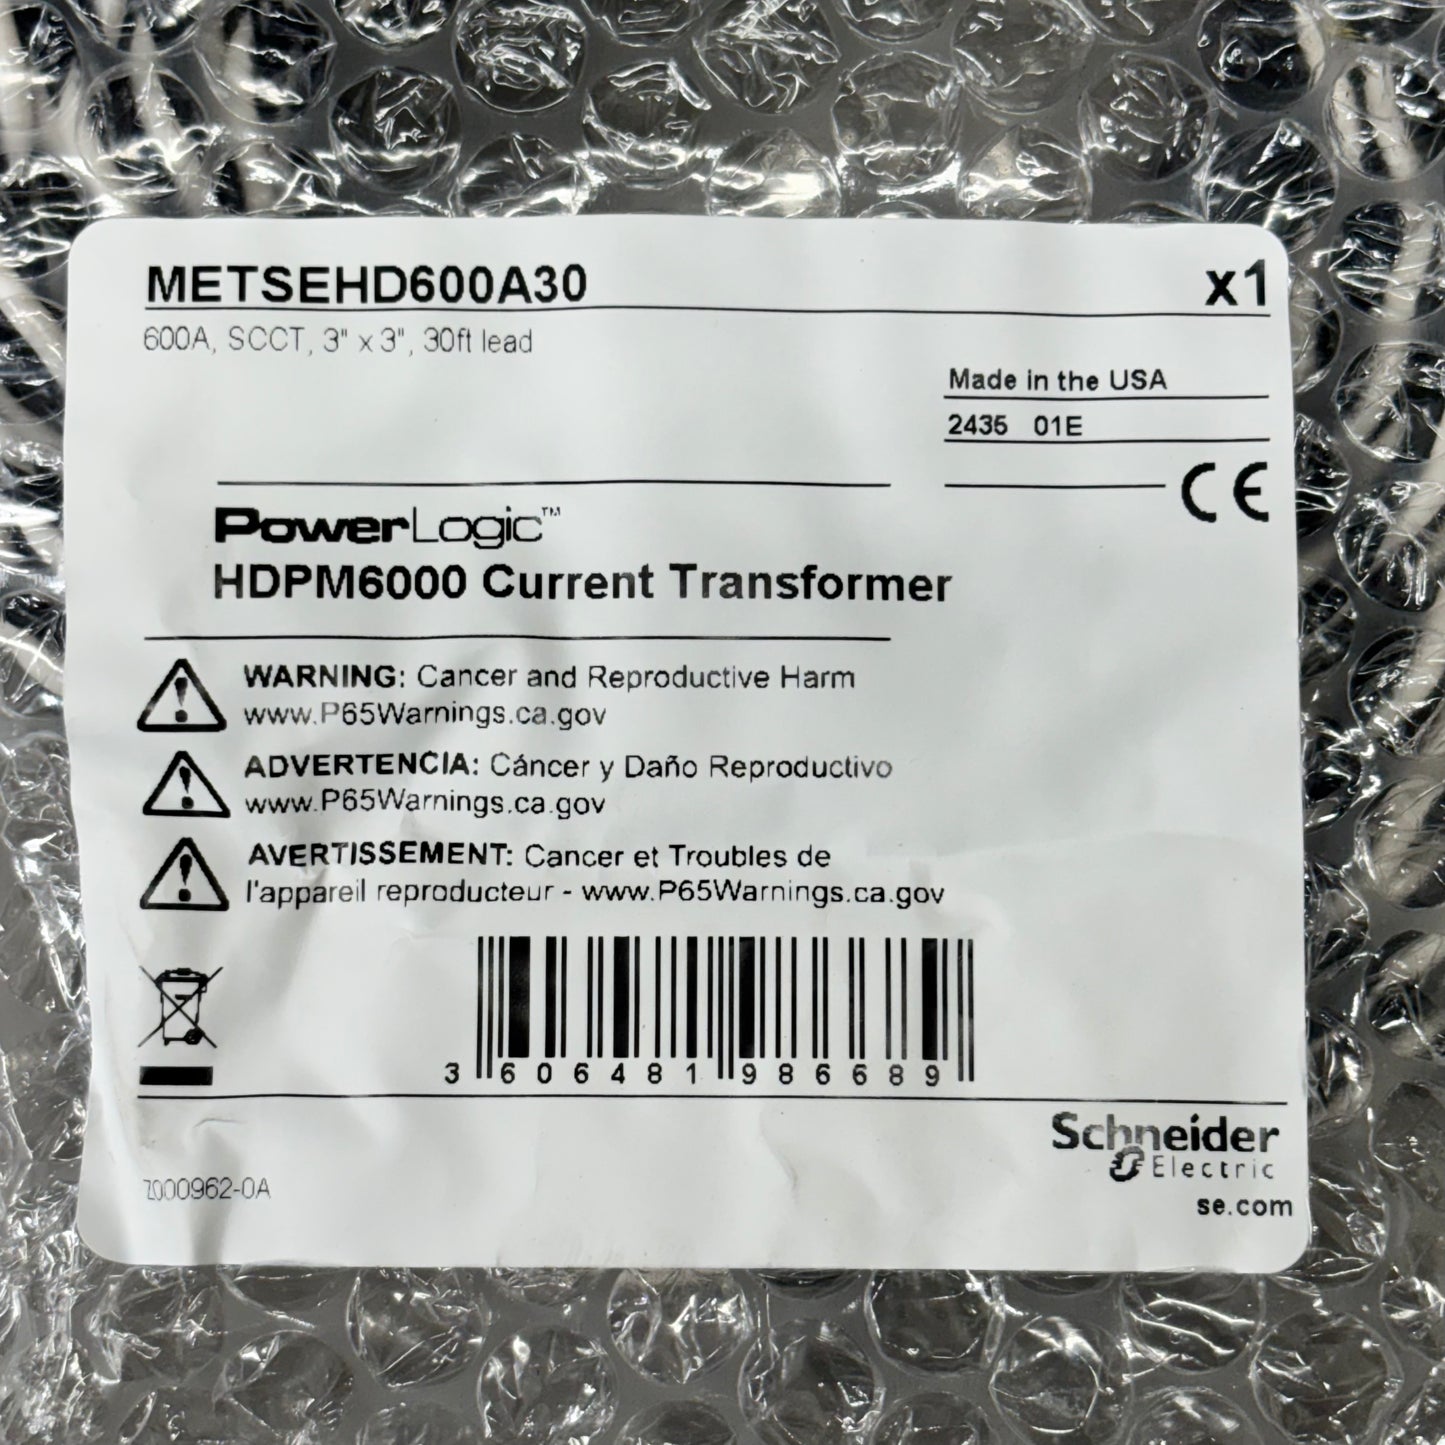 METSEHD600A30 x1
600A, SCCT, 3" x 3", 30ft lead
Made in the USA
2435 01E
CE
PowerLogic™
HDPM6000 Current Transformer
WARNING: Cancer and Reproductive Harm
www.P65Warnings.ca.gov
ADVERTENCIA: Cáncer y Daño Reproductivo
www.P65Warnings.ca.gov
AVERTISSEMENT: Cancer et Troubles de
l'appareil reproducteur - www.P65Warnings.ca.gov
3 606481 986689
Schneider
Electric
se.com
Z000962-0A